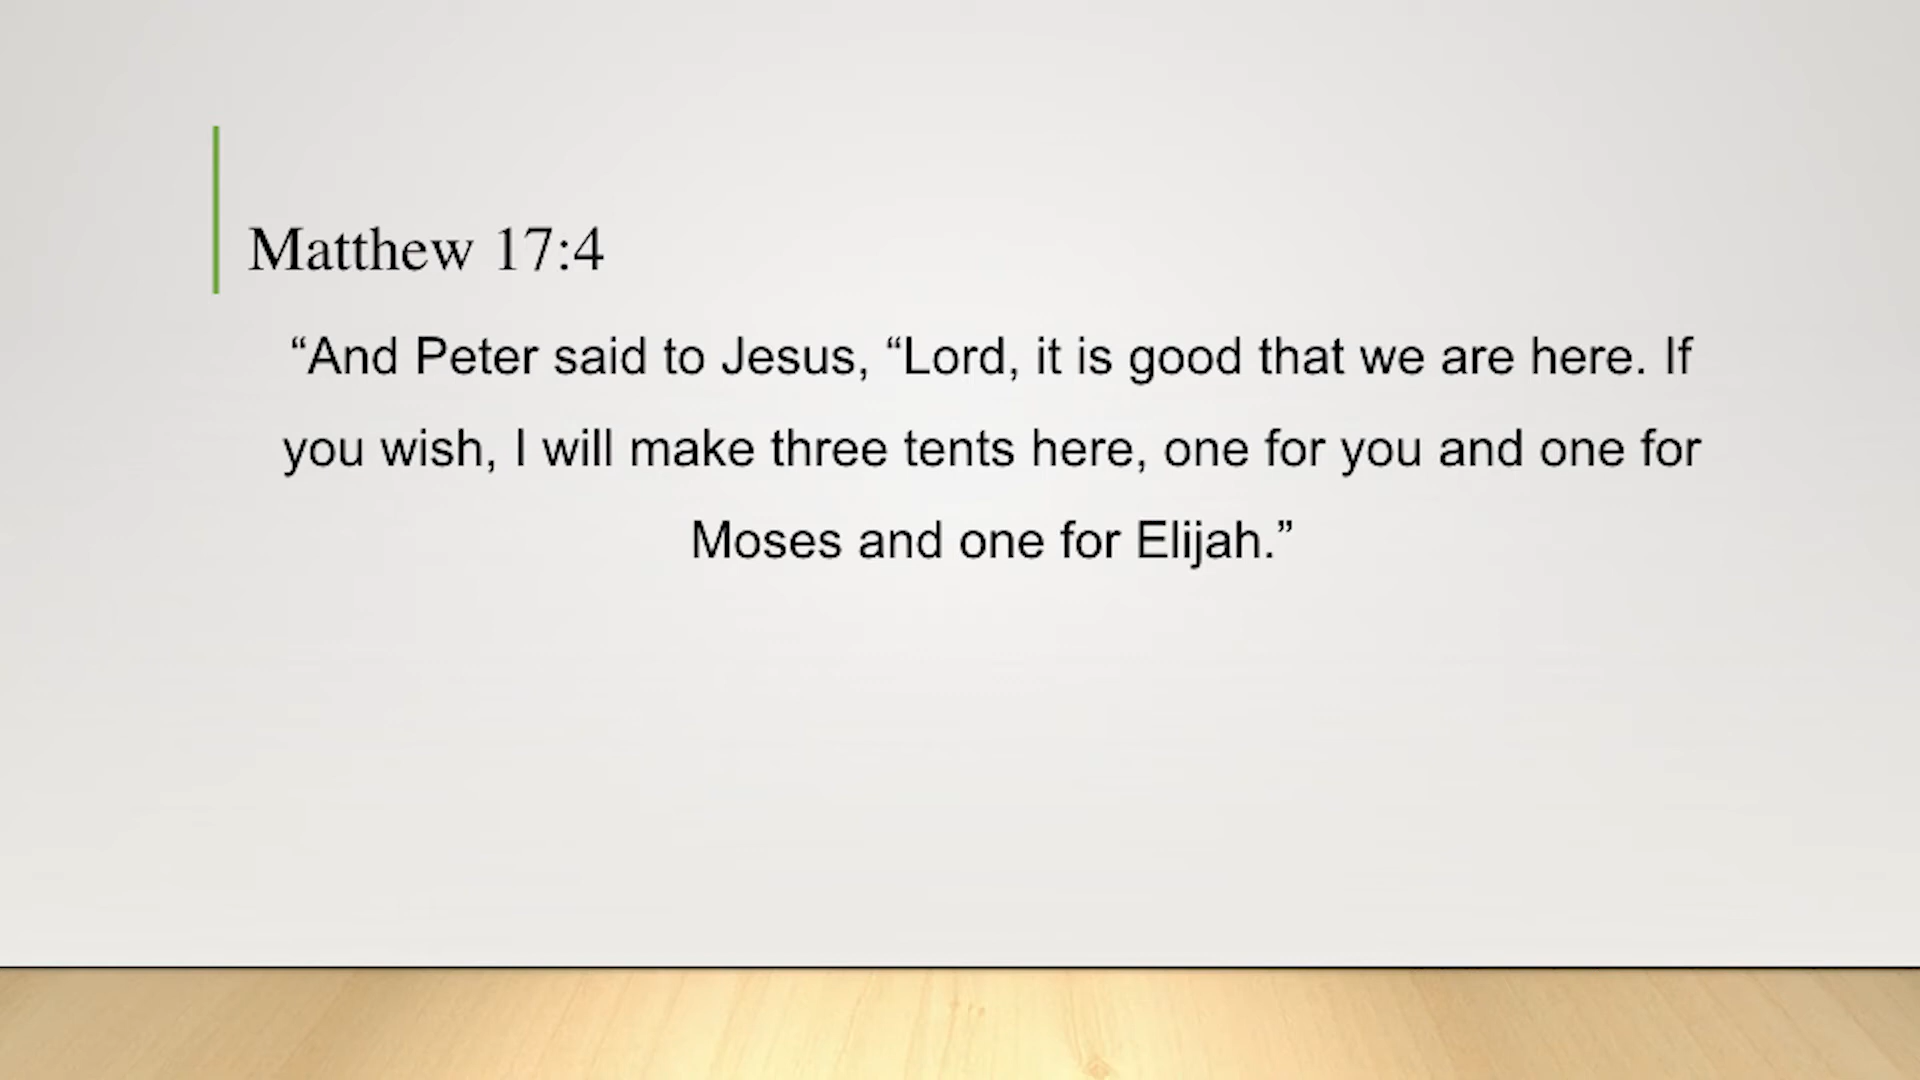 Matthew 17:4
“And Peter said to Jesus, “Lord, it is good that we are here. If
you wish, I will make three tents here, one for you and one for
Moses and one for Elijah.”